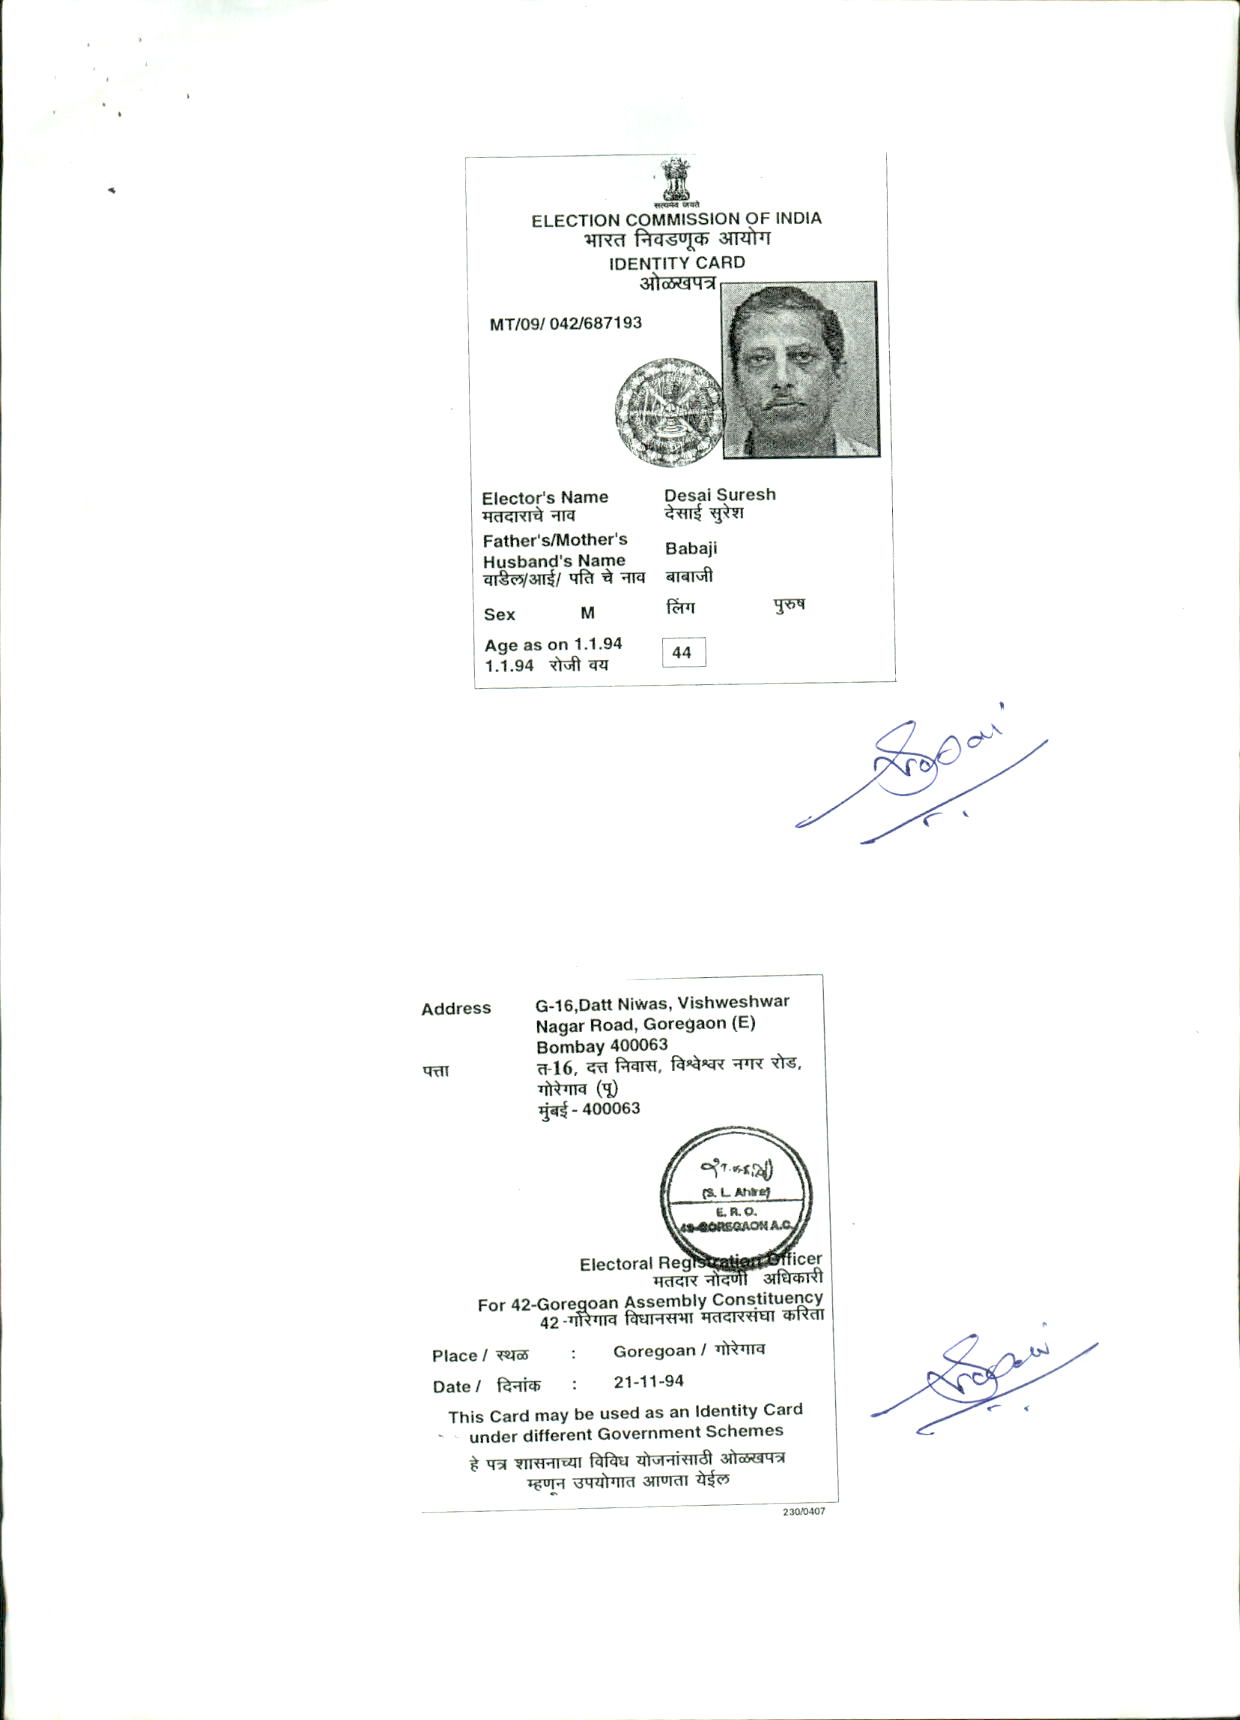 सत्यमेव जयते
ELECTION COMMISSION OF INDIA
भारत निवडणूक आयोग
IDENTITY CARD
ओळखपत्र
MT/09/ 042/687193
Elector's Name Desai Suresh
मतदाराचे नाव देसाई सुरेश
Father's/Mother's
Husband's Name Babaji
वाडिल/आई/ पति चे नाव बाबाजी
Sex M लिंग पुरुष
Age as on 1.1.94
1.1.94 रोजी वय 44
Address G-16,Datt Niwas, Vishweshwar
Nagar Road, Goregaon (E)
Bombay 400063
पत्ता त-16, दत्त निवास, विश्वेश्वर नगर रोड,
गोरेगाव (पू)
मुंबई - 400063
(S. L. Ahire)
E. R. O.
42-GOREGAON A.C.
Electoral Registration Officer
मतदार नोदणी अधिकारी
For 42-Goregoan Assembly Constituency
42 -गोरेगाव विधानसभा मतदारसंघा करिता
Place / स्थळ : Goregoan / गोरेगाव
Date / दिनांक : 21-11-94
This Card may be used as an Identity Card
under different Government Schemes
हे पत्र शासनाच्या विविध योजनांसाठी ओळखपत्र
म्हणून उपयोगात आणता येईल
230/0407